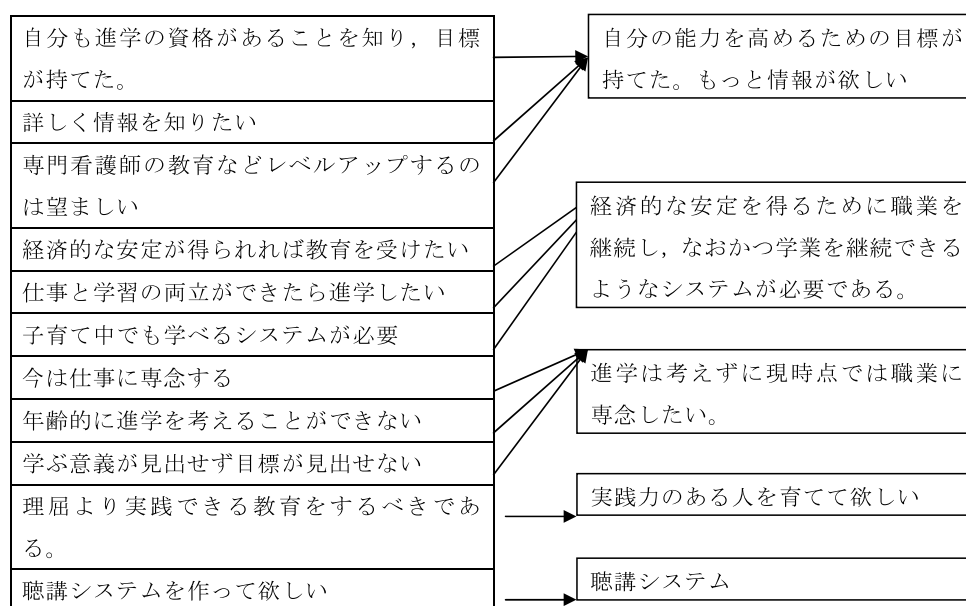 自分も進学の資格があることを知り，目標
が持てた。
詳しく情報を知りたい
専門看護師の教育などレベルアップするの
は望ましい
経済的な安定が得られれば教育を受けたい
仕事と学習の両立ができたら進学したい
子育て中でも学べるシステムが必要
今は仕事に専念する
年齢的に進学を考えることができない
学ぶ意義が見出せず目標が見出せない
理屈より実践できる教育をするべきであ
る。
聴講システムを作って欲しい
自分の能力を高めるための目標が
持てた。もっと情報が欲しい
経済的な安定を得るために職業を
継続し，なおかつ学業を継続できる
ようなシステムが必要である。
進学は考えずに現時点では職業に
専念したい。
実践力のある人を育てて欲しい
聴講システム